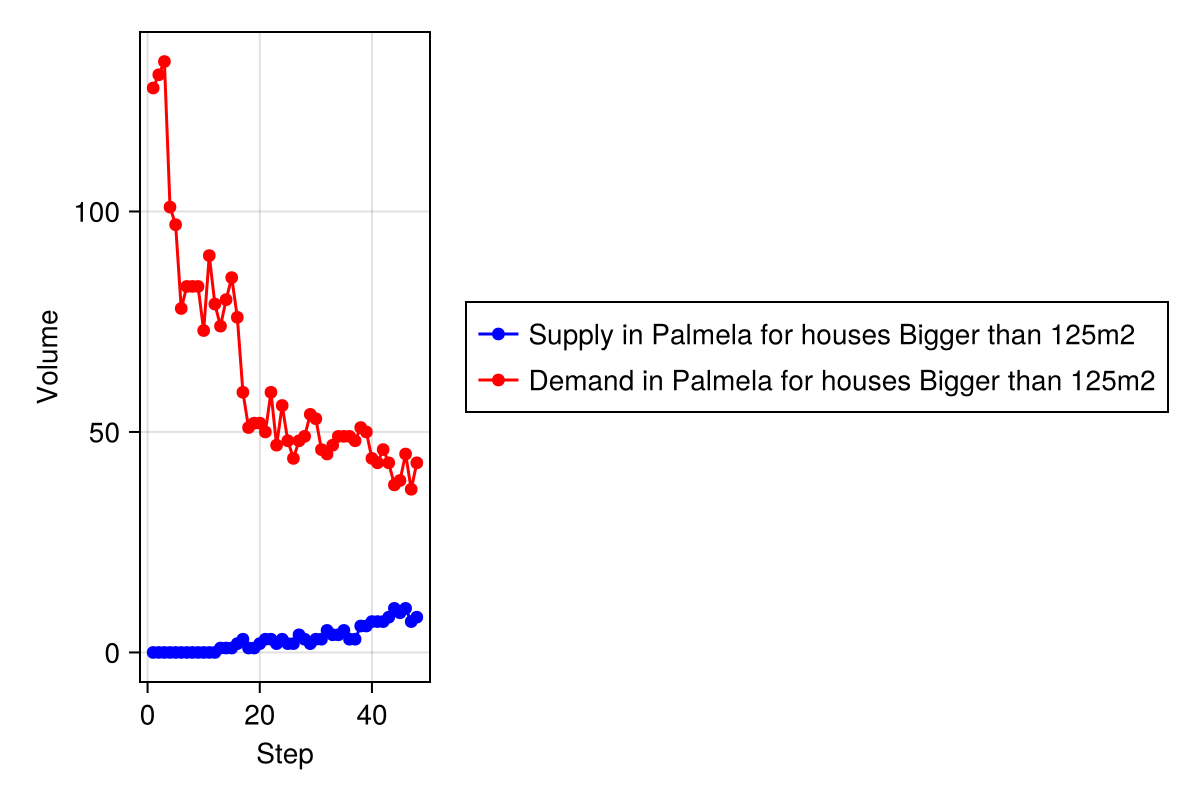 Volume
100
50
0
0 20 40
Step
Supply in Palmela for houses Bigger than 125m2
Demand in Palmela for houses Bigger than 125m2